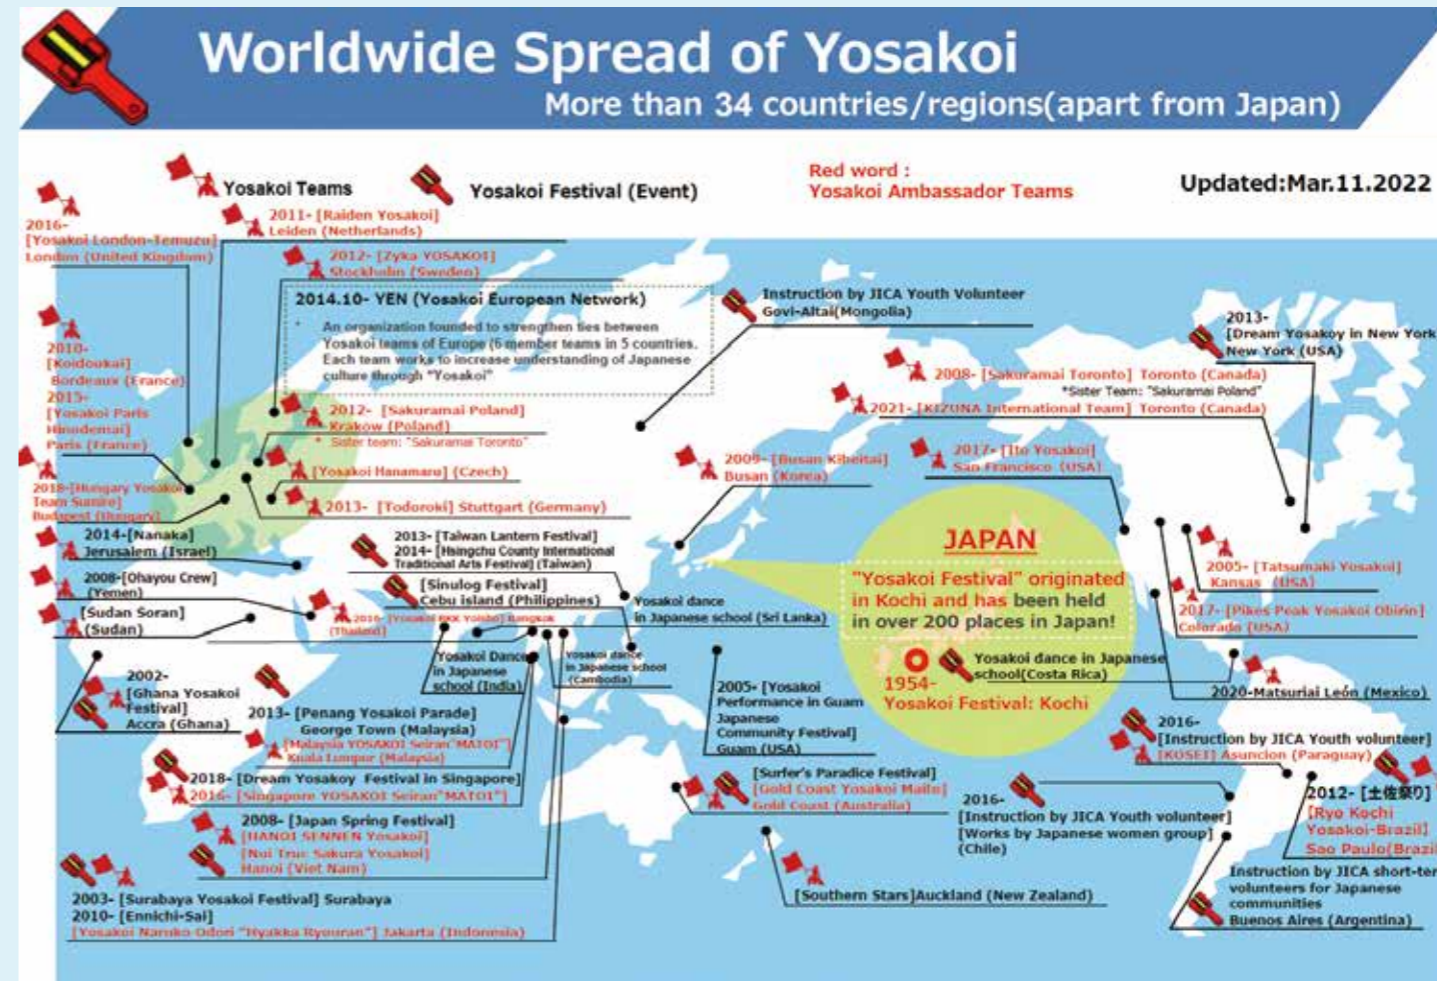 Worldwide Spread of Yosakoi
More than 34 countries/regions(apart from Japan)
Yosakoi Teams
Yosakoi Festival (Event)
Red word :
Yosakoi Ambassador Teams
Updated:Mar.11.2022
2016-
[Yosakoi London-Temuzu]
London (United Kingdom)
2011- [Raiden Yosakoi]
Leiden (Netherlands)
2012- [Zyka YOSAKOI]
Stockholm (Sweden)
2014.10- YEN (Yosakoi European Network)
An organization founded to strengthen ties between
Yosakoi teams of Europe (6 member teams in 5 countries.
Each team works to increase understanding of Japanese
culture through "Yosakoi"
Instruction by JICA Youth Volunteer
Govi-Altai(Mongolia)
2013-
[Dream Yosakoy in New York
New York (USA)
2010-
[Koidoukai]
Bordeaux (France)
2015-
[Yosakoi Paris
Hinodemai]
Paris (France)
2008- [Sakuramai Toronto] Toronto (Canada)
*Sister Team: "Sakuramai Poland"
2021- [KIZUNA International Team] Toronto (Canada)
2012- [Sakuramai Poland]
Krakow (Poland)
* Sister team: "Sakuramai Toronto"
[Yosakoi Hanamaru] (Czech)
2013- [Todoroki] Stuttgart (Germany)
2009- [Busan Kiheitai]
Busan (Korea)
2017- [Ito Yosakoi]
San Francisco (USA)
2018-[Hungary Yosakoi
Team Sumire]
Budapest (Hungary)
2014-[Nanaka]
Jerusalem (Israel)
2008-[Ohayou Crew]
(Yemen)
[Sudan Soran]
(Sudan)
2013- [Taiwan Lantern Festival]
2014- [Hsingchu County International
Traditional Arts Festival] (Taiwan)
[Sinulog Festival]
Cebu island (Philippines)
2016- [Yosakoi RKK Yoisho] Bangkok
(Thailand)
Yosakoi dance
in Japanese school (Sri Lanka)
Yosakoi Dance
in Japanese
school (India)
Yosakoi dance
in Japanese school
(Cambodia)
JAPAN
"Yosakoi Festival" originated
in Kochi and has been held
in over 200 places in Japan!
1954-
Yosakoi Festival: Kochi
Yosakoi dance in Japanese
school(Costa Rica)
2005- [Tatsumaki Yosakoi]
Kansas (USA)
2017- [Pikes Peak Yosakoi Obirin]
Colorado (USA)
2020-Matsuriai León (Mexico)
2002-
[Ghana Yosakoi
Festival]
Accra (Ghana)
2013- [Penang Yosakoi Parade]
George Town (Malaysia)
[Malaysia YOSAKOI Seiran"MATOI"]
Kuala Lumpur (Malaysia)
2018- [Dream Yosakoy Festival in Singapore]
2016- [Singapore YOSAKOI Seiran"MATOI"]
2008- [Japan Spring Festival]
[HANOI SENNEN Yosakoi]
[Nui Truc Sakura Yosakoi]
Hanoi (Viet Nam)
2003- [Surabaya Yosakoi Festival] Surabaya
2010- [Ennichi-Sai]
[Yosakoi Naruko Odori "Hyakka Ryouran"] Jakarta (Indonesia)
2005- [Yosakoi
Performance in Guam
Japanese
Community Festival]
Guam (USA)
[Surfer's Paradice Festival]
[Gold Coast Yosakoi Maito]
Gold Coast (Australia)
[Southern Stars]Auckland (New Zealand)
2016-
[Instruction by JICA Youth volunteer]
[Works by Japanese women group]
(Chile)
2016-
[Instruction by JICA Youth volunteer]
[KOSEI] Asuncion (Paraguay)
2012- [土佐祭り]
[Ryo Kochi
Yosakoi-Brazil]
Sao Paulo(Brazil
Instruction by JICA short-ter
volunteers for Japanese
communities
Buenos Aires (Argentina)